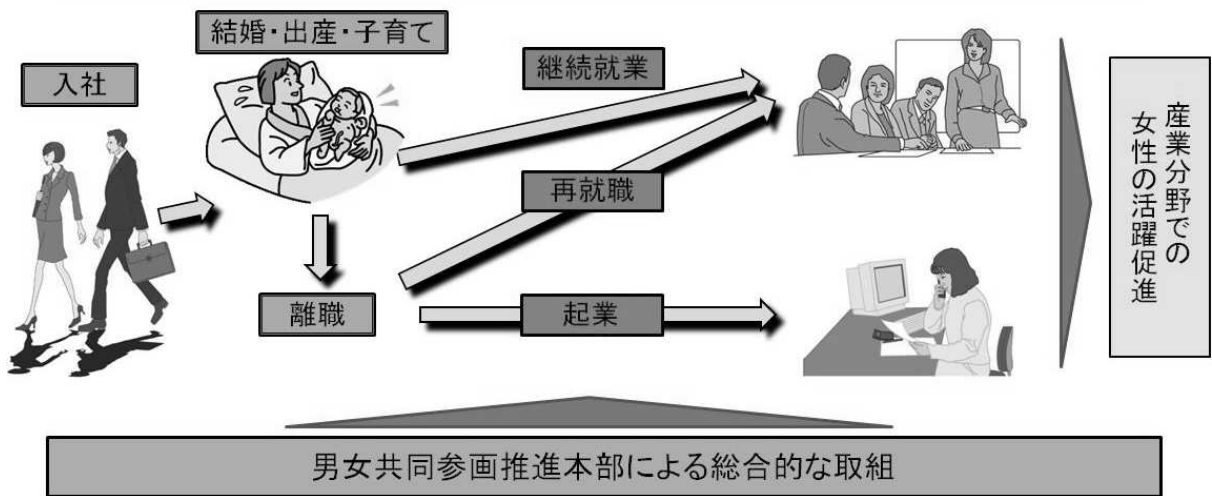 結婚・出産・子育て
入社
継続就業
再就職
離職
起業
産業分野での
女性の活躍促進
男女共同参画推進本部による総合的な取組